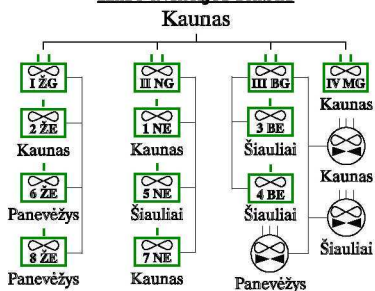 Kaunas
I ŽG
II NG
III BG
IV MG
Kaunas
2 ŽE
1 NE
3 BE
Kaunas
Kaunas
Šiauliai
Kaunas
6 ŽE
5 NE
4 BE
Panevėžys
Šiauliai
Šiauliai
Šiauliai
8 ŽE
7 NE
Panevėžys
Kaunas
Panevėžys